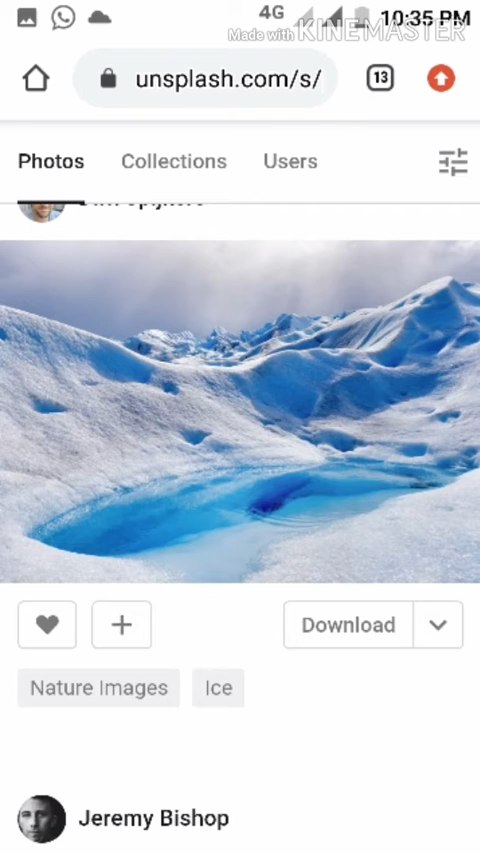 4G 10:35 PM
Made with KINEMASTER
unsplash.com/s/
13
Photos Collections Users
Download
Nature Images Ice
Jeremy Bishop